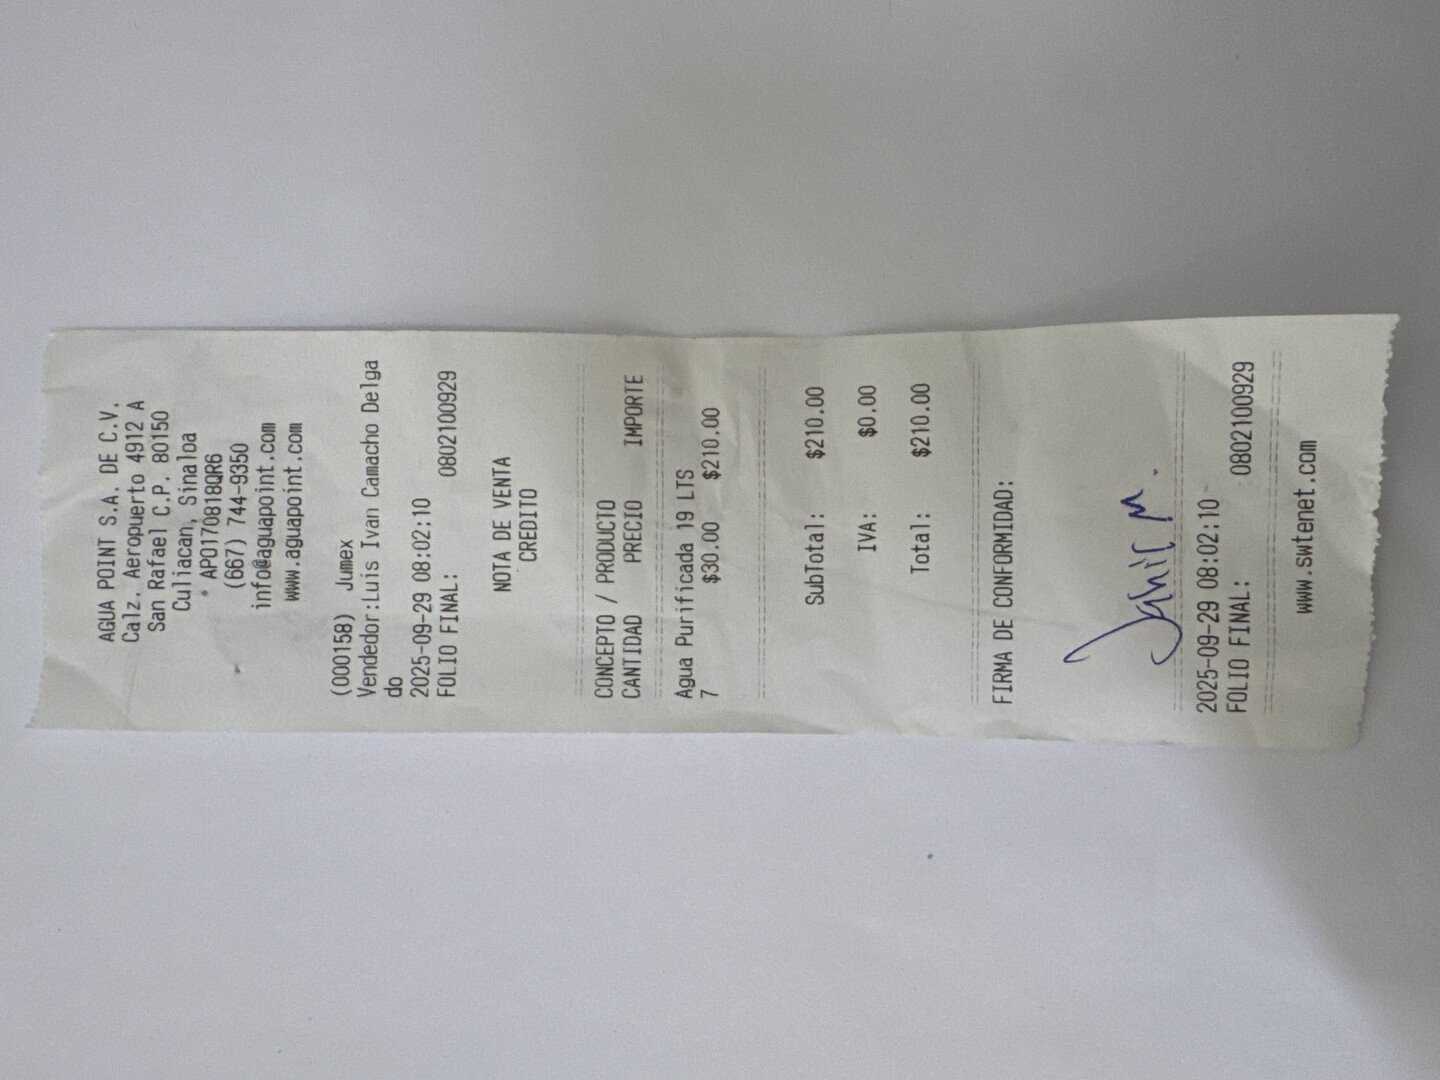 AGUA POINT S.A. DE C.V.
Calz. Aeropuerto 4912 A
San Rafael C.P. 80150
Culiacan, Sinaloa
APO170818QR6
(667) 744-9350
info@aguapoint.com
www.aguapoint.com
(000158) Jumex
Vendedor:Luis Ivan Camacho Delga
do
2025-09-29 08:02:10
FOLIO FINAL: 0802100929
NOTA DE VENTA
CREDITO
CONCEPTO / PRODUCTO
CANTIDAD PRECIO IMPORTE
Agua Purificada 19 LTS
7 $30.00 $210.00
SubTotal: $210.00
IVA: $0.00
Total: $210.00
FIRMA DE CONFORMIDAD:
M.
2025-09-29 08:02:10
FOLIO FINAL: 0802100929
www.swtenet.com